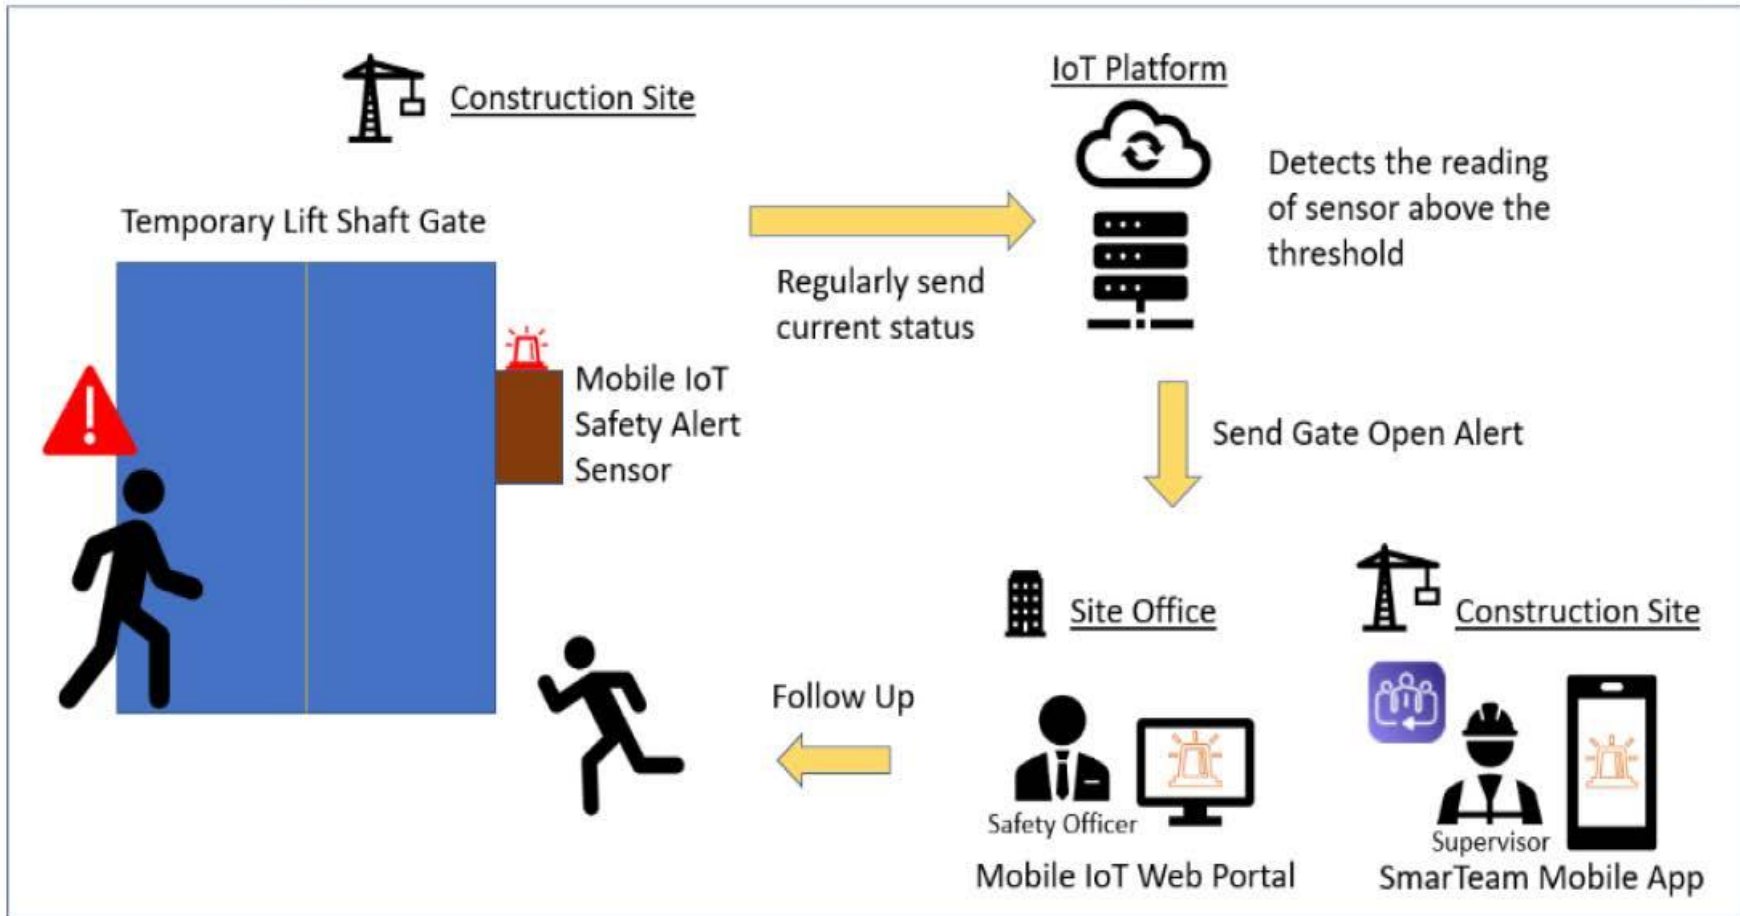 Construction Site
Temporary Lift Shaft Gate
Mobile IoT
Safety Alert
Sensor
Regularly send
current status
IoT Platform
Detects the reading
of sensor above the
threshold
Send Gate Open Alert
Site Office
Safety Officer
Mobile IoT Web Portal
Construction Site
Supervisor
SmarTeam Mobile App
Follow Up